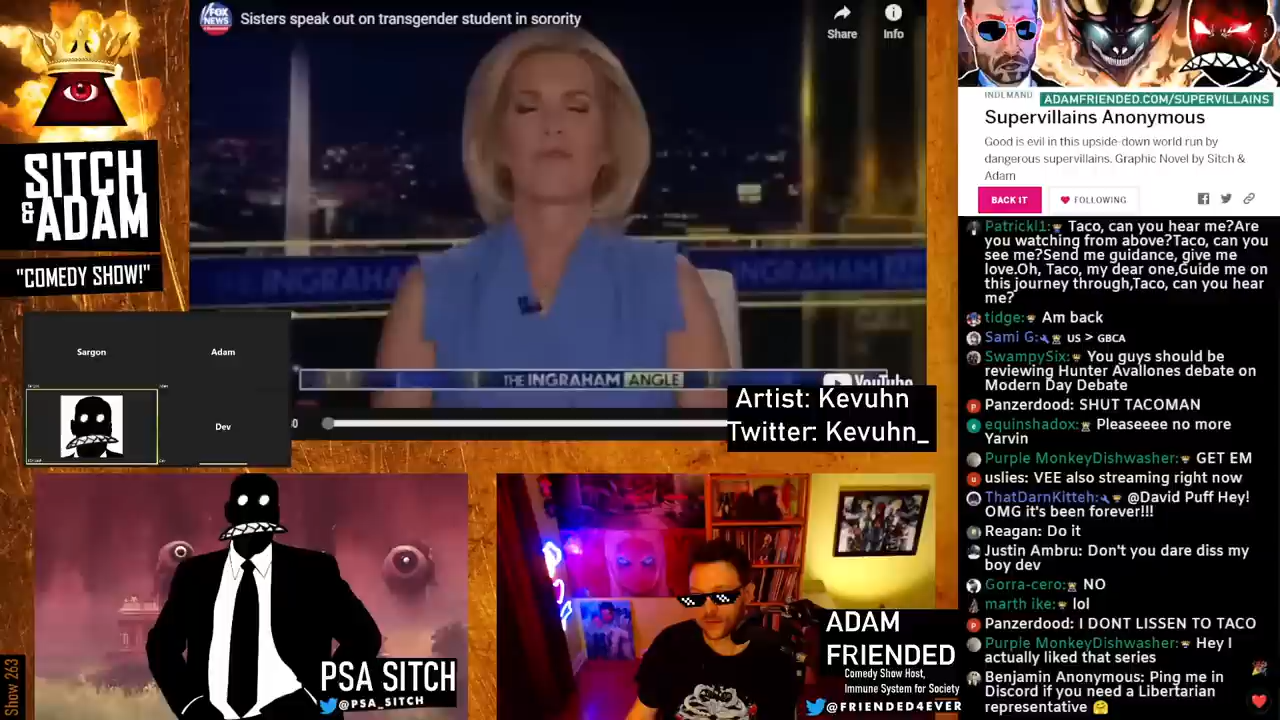 FOX
NEWS
Sisters speak out on transgender student in sorority
Share
Info
THE INGRAHAM
THE INGRAHAM ANGLE
YouTube
Artist: Kevuhn
Twitter: Kevuhn_
SITCH
& ADAM
"COMEDY SHOW!"
Sargon
Adam
Dev
Show 263
PSA SITCH
@PSA_SITCH
ADAM
FRIENDED
Comedy Show Host,
Immune System for Society
@FRIENDED4EVER
INDEMAND
ADAMFRIENDED.COM/SUPERVILLAINS
Supervillains Anonymous
Good is evil in this upside-down world run by
dangerous supervillains. Graphic Novel by Sitch &
Adam
BACK IT
FOLLOWING
Patrickl1: Taco, can you hear me?Are
you watching from above?Taco, can you
see me?Send me guidance, give me
love.Oh, Taco, my dear one,Guide me on
this journey through,Taco, can you hear
me?
tidge: Am back
Sami G: US > GBCA
SwampySix: You guys should be
reviewing Hunter Avallones debate on
Modern Day Debate
Panzerdood: SHUT TACOMAN
equinshadox: Pleaseeee no more
Yarvin
Purple MonkeyDishwasher: GET EM
uslies: VEE also streaming right now
ThatDarnKitteh: @David Puff Hey!
OMG it's been forever!!!
Reagan: Do it
Justin Ambru: Don't you dare diss my
boy dev
Gorra-cero: NO
marth ike: lol
Panzerdood: I DONT LISSEN TO TACO
Purple MonkeyDishwasher: Hey I
actually liked that series
Benjamin Anonymous: Ping me in
Discord if you need a Libertarian
representative 🤗